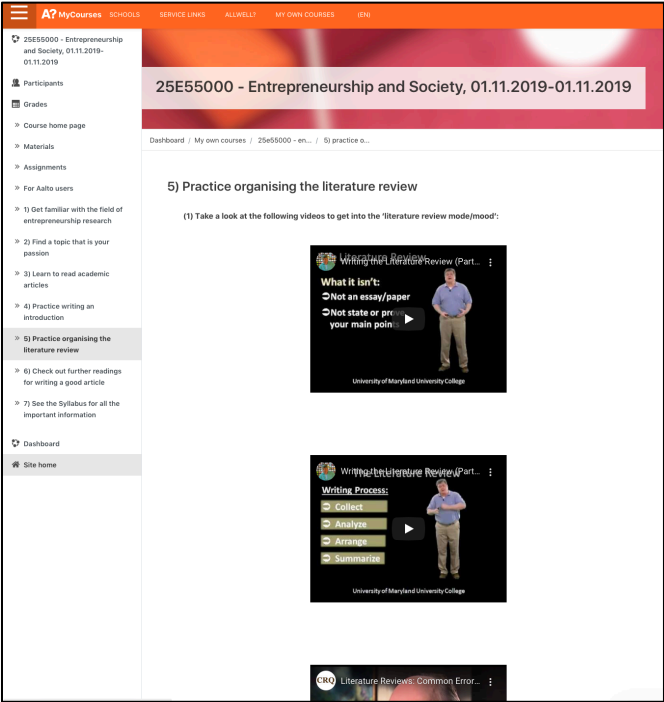 A? MyCourses SCHOOLS SERVICE LINKS ALLWELL? MY OWN COURSES (EN)
25E55000 - Entrepreneurship
and Society, 01.11.2019-
01.11.2019
Participants
Grades
» Course home page
» Materials
» Assignments
» For Aalto users
» 1) Get familiar with the field of
entrepreneurship research
» 2) Find a topic that is your
passion
» 3) Learn to read academic
articles
» 4) Practice writing an
introduction
» 5) Practice organising the
literature review
» 6) Check out further readings
for writing a good article
» 7) See the Syllabus for all the
important information
Dashboard
Site home
25E55000 - Entrepreneurship and Society, 01.11.2019-01.11.2019
Dashboard / My own courses / 25e55000 - en... / 5) practice o...
5) Practice organising the literature review
(1) Take a look at the following videos to get into the 'literature review mode/mood':
Writing the Literature Review (Part...
The Literature Review
What it isn't:
Not an essay/paper
Not state or prove
your main points
University of Maryland University College
Writing the Literature Review (Part...
The Literature Review
Writing Process:
Collect
Analyze
Arrange
Summarize
University of Maryland University College
CRQ Literature Reviews: Common Error...